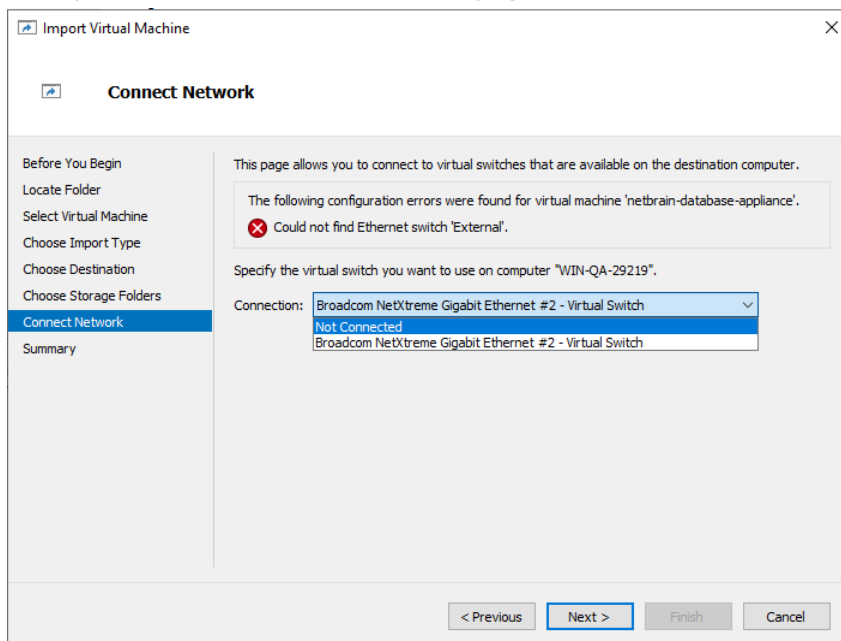 Import Virtual Machine
Connect Network
Before You Begin
Locate Folder
Select Virtual Machine
Choose Import Type
Choose Destination
Choose Storage Folders
Connect Network
Summary
This page allows you to connect to virtual switches that are available on the destination computer.
The following configuration errors were found for virtual machine 'netbrain-database-appliance'.
Could not find Ethernet switch 'External'.
Specify the virtual switch you want to use on computer "WIN-QA-29219".
Connection: Broadcom NetXtreme Gigabit Ethernet #2 - Virtual Switch
Not Connected
Broadcom NetXtreme Gigabit Ethernet #2 - Virtual Switch
< Previous Next > Finish Cancel